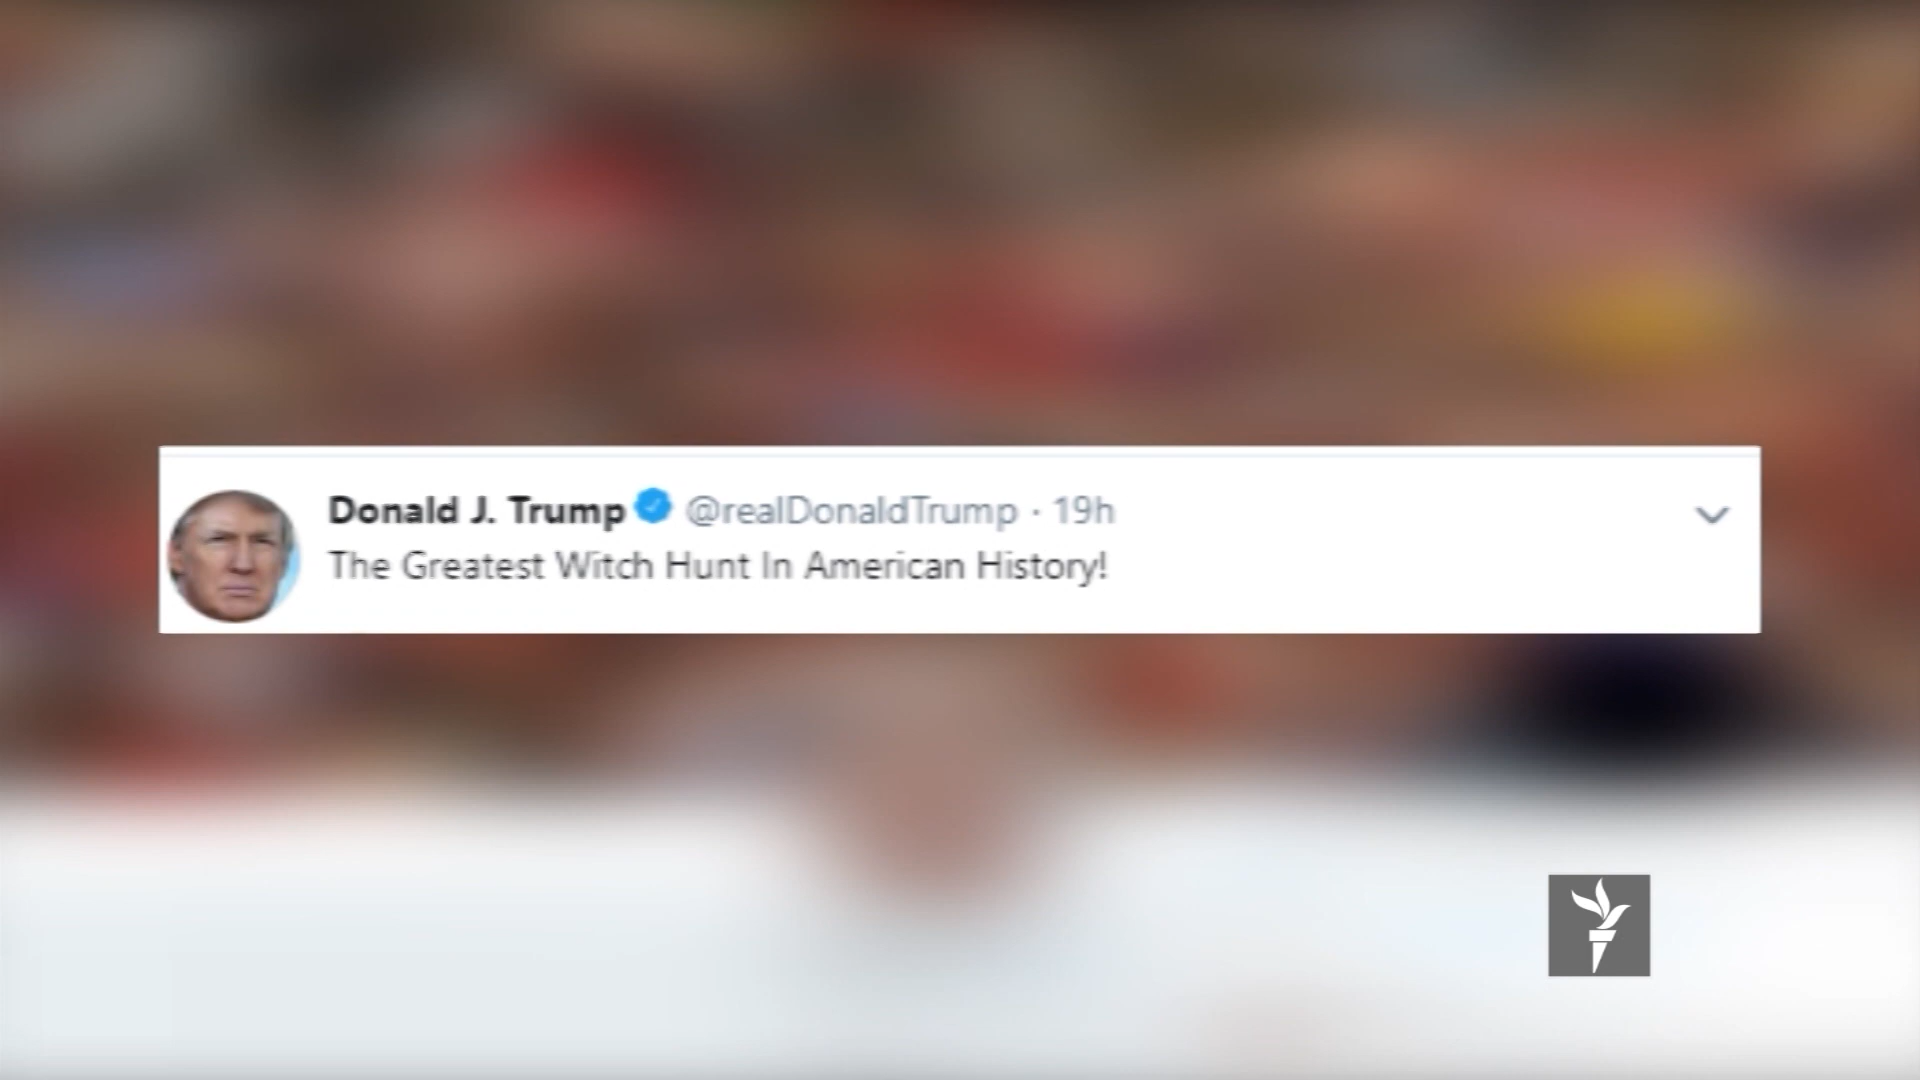 Donald J. Trump @realDonaldTrump · 19h
The Greatest Witch Hunt In American History!